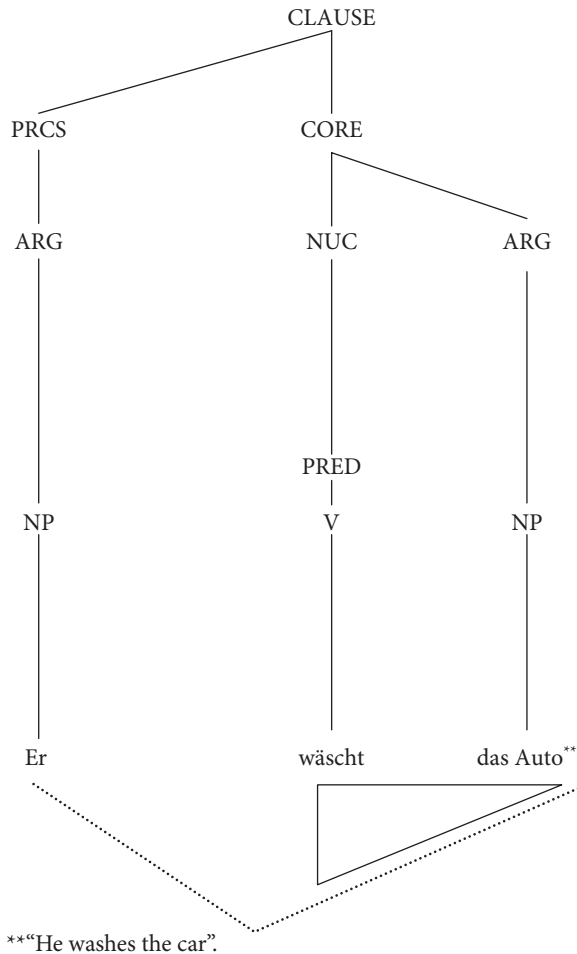 CLAUSE
PRCS CORE
ARG NUC ARG
PRED
NP V NP
Er wäscht das Auto**
**“He washes the car”.